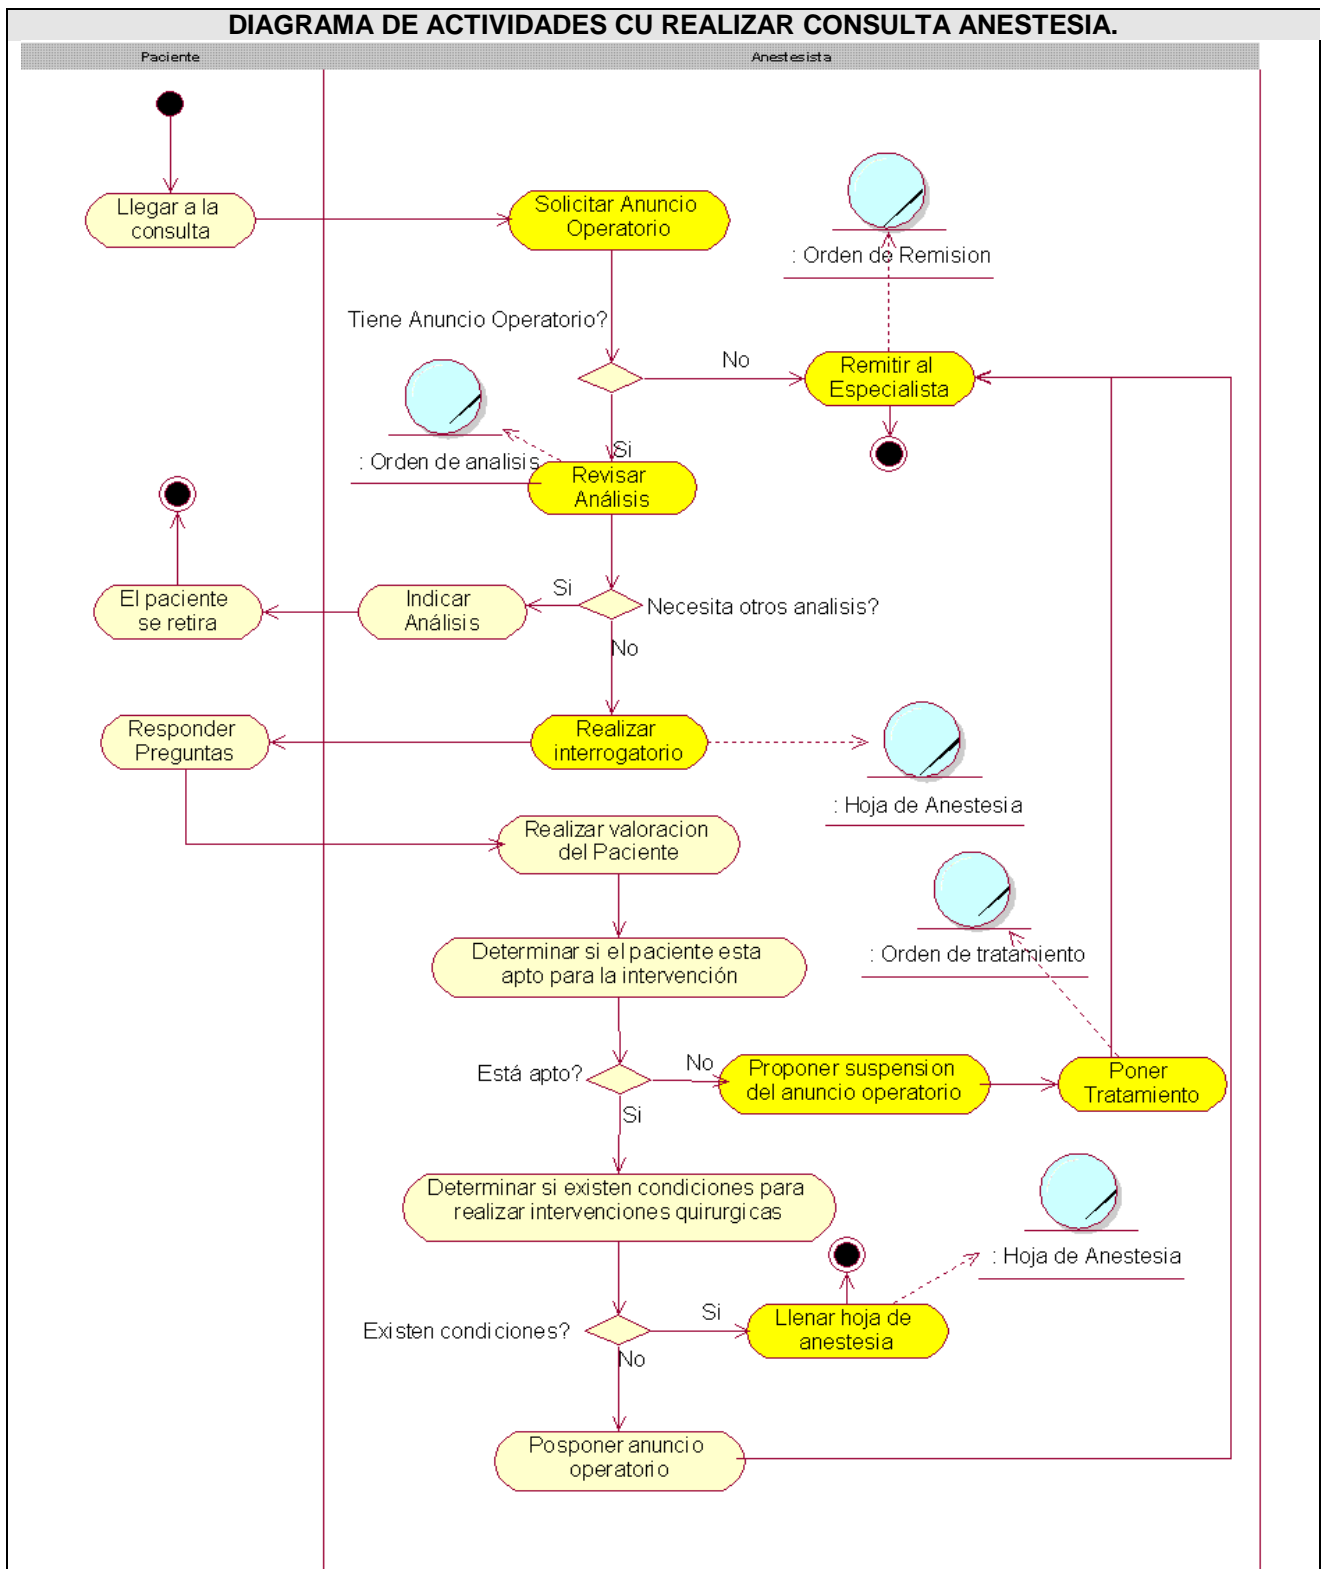 DIAGRAMA DE ACTIVIDADES CU REALIZAR CONSULTA ANESTESIA.
Paciente
Anestesista
Llegar a la
consulta
Solicitar Anuncio
Operatorio
: Orden de Remision
Tiene Anuncio Operatorio?
No
Remitir al
Especialista
Si
: Orden de analisis
Revisar
Análisis
El paciente
se retira
Indicar
Análisis
Si
Necesita otros analisis?
No
Responder
Preguntas
Realizar
interrogatorio
: Hoja de Anestesia
Realizar valoracion
del Paciente
Determinar si el paciente esta
apto para la intervención
: Orden de tratamiento
Está apto?
No
Proponer suspension
del anuncio operatorio
Poner
Tratamiento
Si
Determinar si existen condiciones para
realizar intervenciones quirurgicas
: Hoja de Anestesia
Existen condiciones?
Si
Llenar hoja de
anestesia
No
Posponer anuncio
operatorio